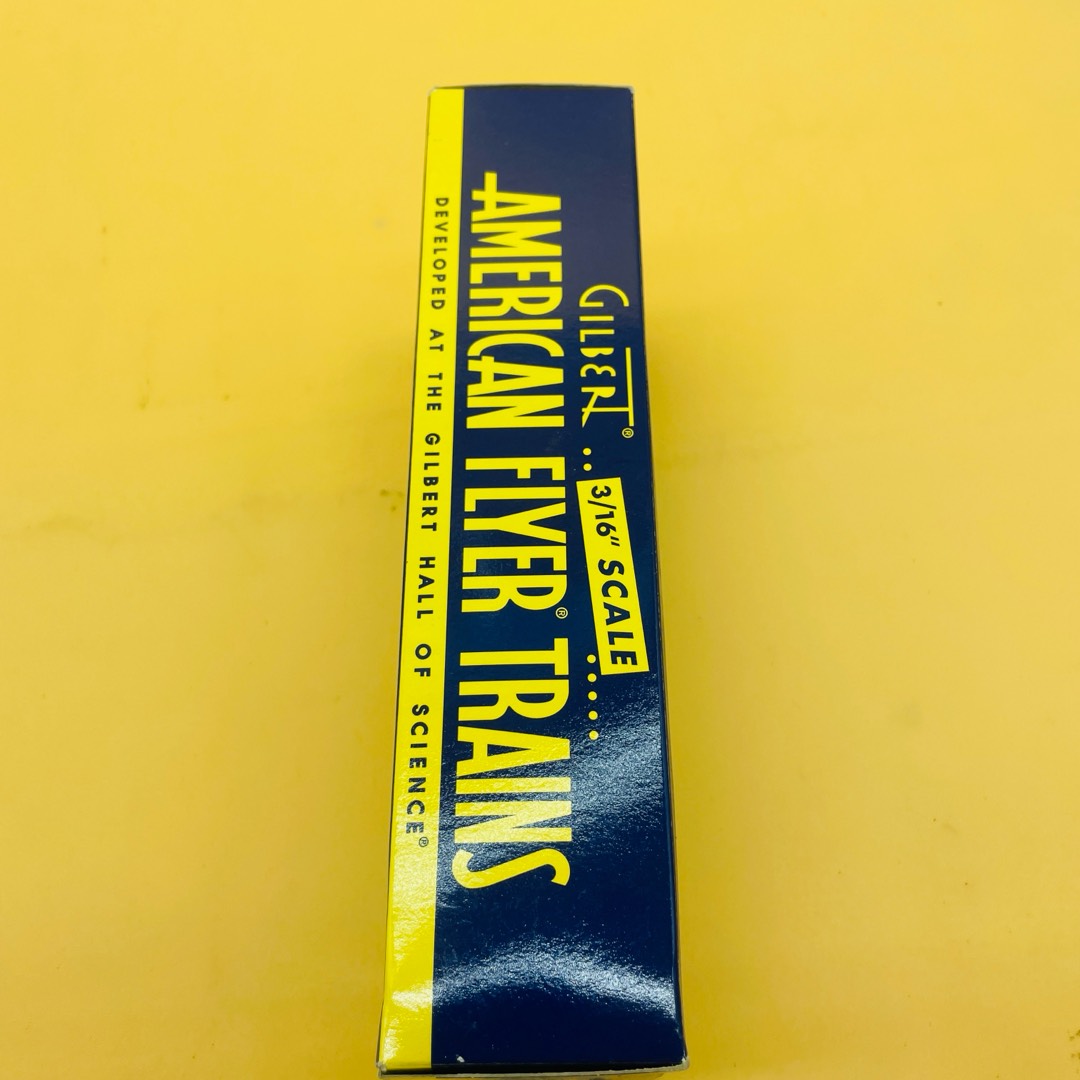 GILBERT® .. 3/16" SCALE .....
AMERICAN FLYER® TRAINS
DEVELOPED AT THE GILBERT HALL OF SCIENCE®